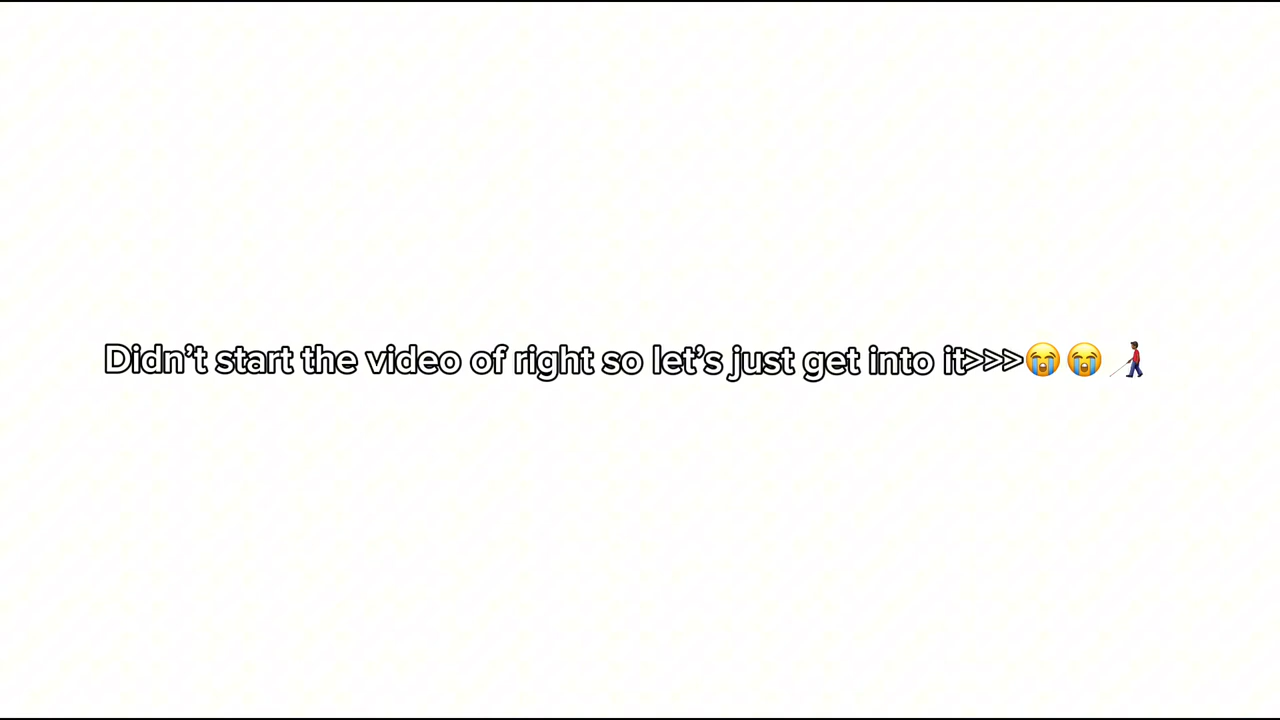 Didn’t start the video of right so let’s just get into it>>>😭😭👨🏾‍🦯